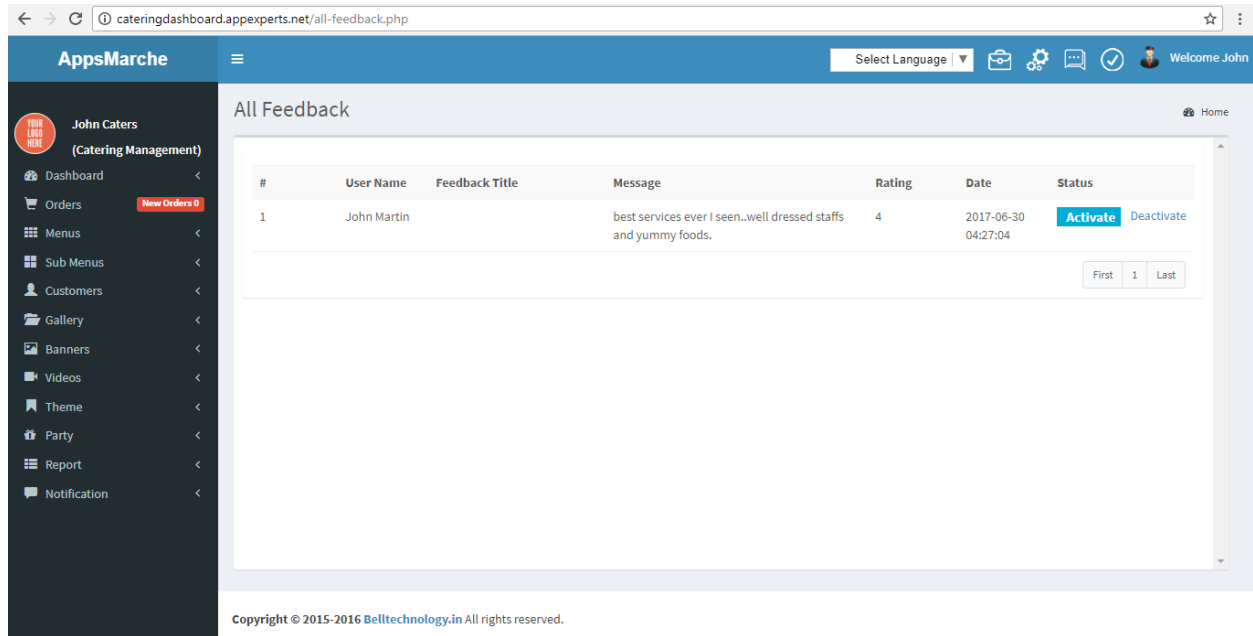 cateringdashboard.appexperts.net/all-feedback.php
AppsMarche
Select Language ▼
Welcome John
YOUR
LOGO
HERE
John Caters
(Catering Management)
Dashboard
Orders New Orders 0
Menus
Sub Menus
Customers
Gallery
Banners
Videos
Theme
Party
Report
Notification
All Feedback
Home
# User Name Feedback Title Message Rating Date Status
1 John Martin best services ever I seen..well dressed staffs 4 2017-06-30 Activate Deactivate
and yummy foods. 04:27:04
First 1 Last
Copyright © 2015-2016 Belltechnology.in All rights reserved.